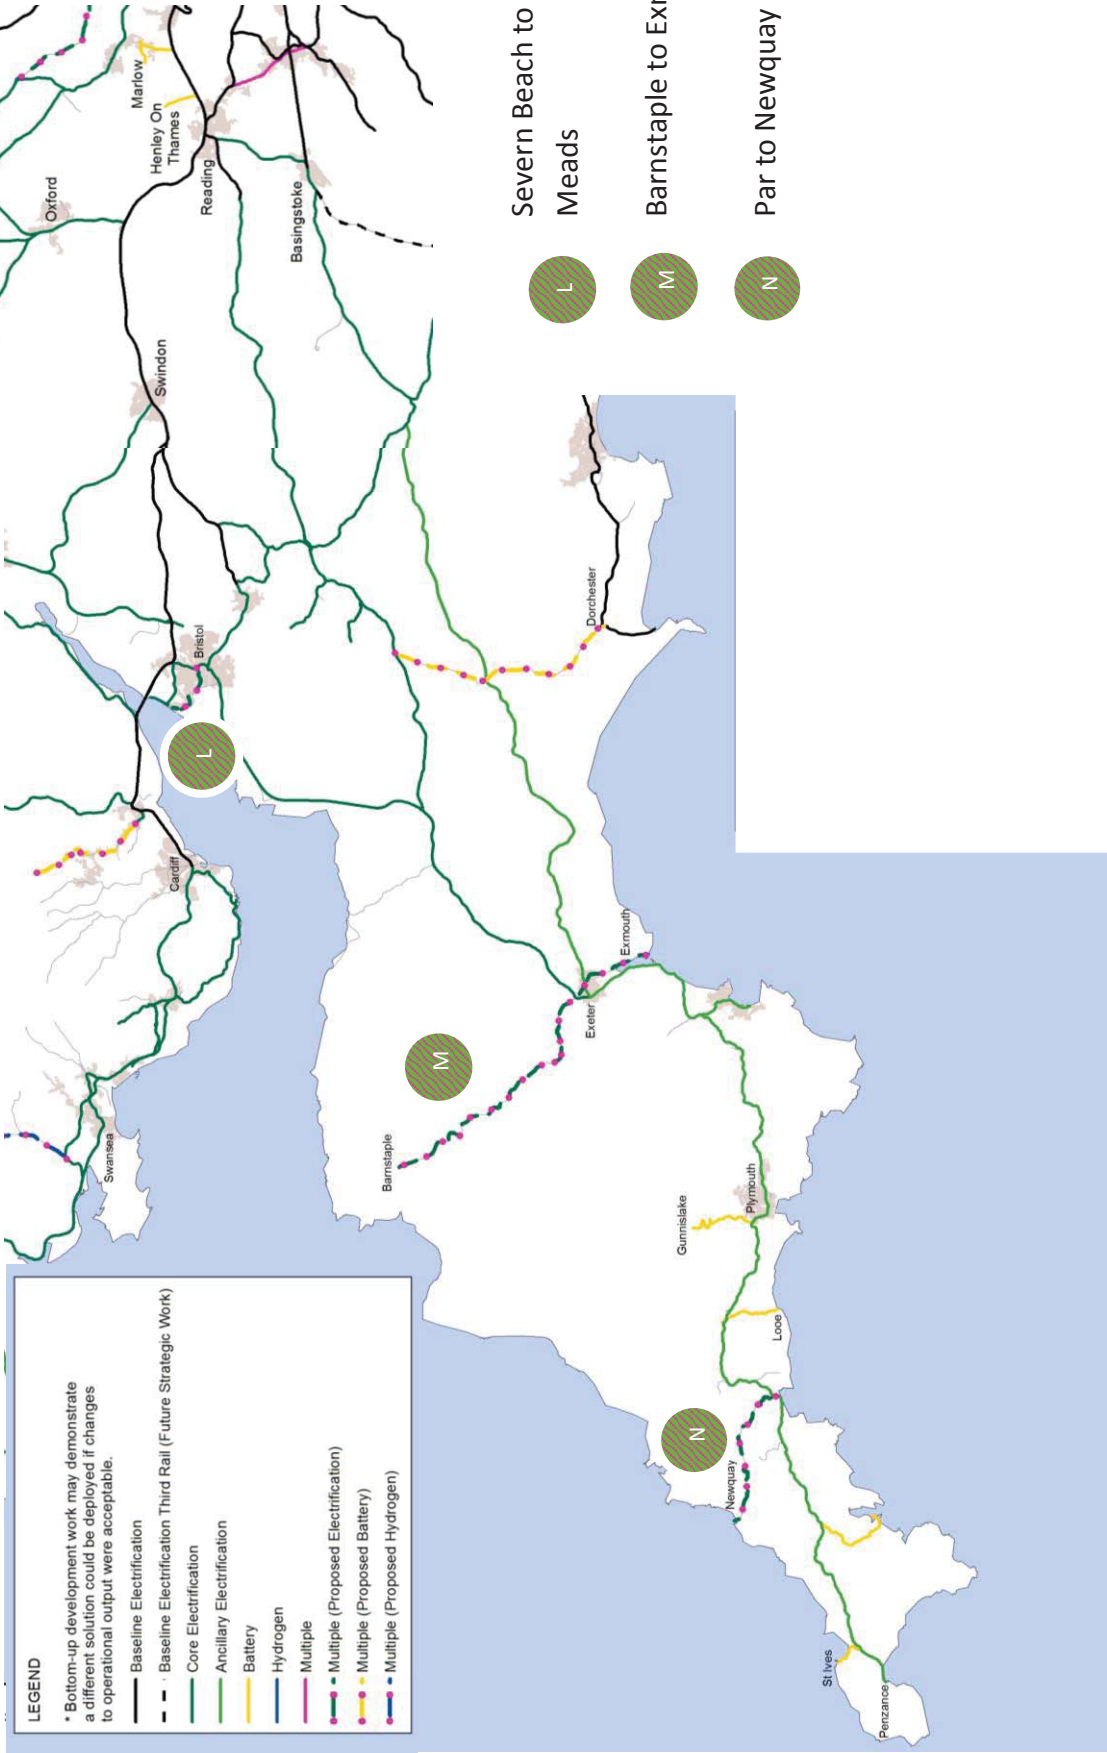 LEGEND
* Bottom-up development work may demonstrate
a different solution could be deployed if changes
to operational output were acceptable.
Baseline Electrification
Baseline Electrification Third Rail (Future Strategic Work)
Core Electrification
Ancillary Electrification
Battery
Hydrogen
Multiple
Multiple (Proposed Electrification)
Multiple (Proposed Battery)
Multiple (Proposed Hydrogen)
Swansea
Cardiff
Bristol
Swindon
Oxford
Marlow
Henley On
Thames
Reading
Basingstoke
Barnstaple
Exeter
Exmouth
Dorchester
Gunnislake
Plymouth
Looe
Newquay
St Ives
Penzance
L
M
N
L
Severn Beach to
Meads
M
Barnstaple to Exm
N
Par to Newquay